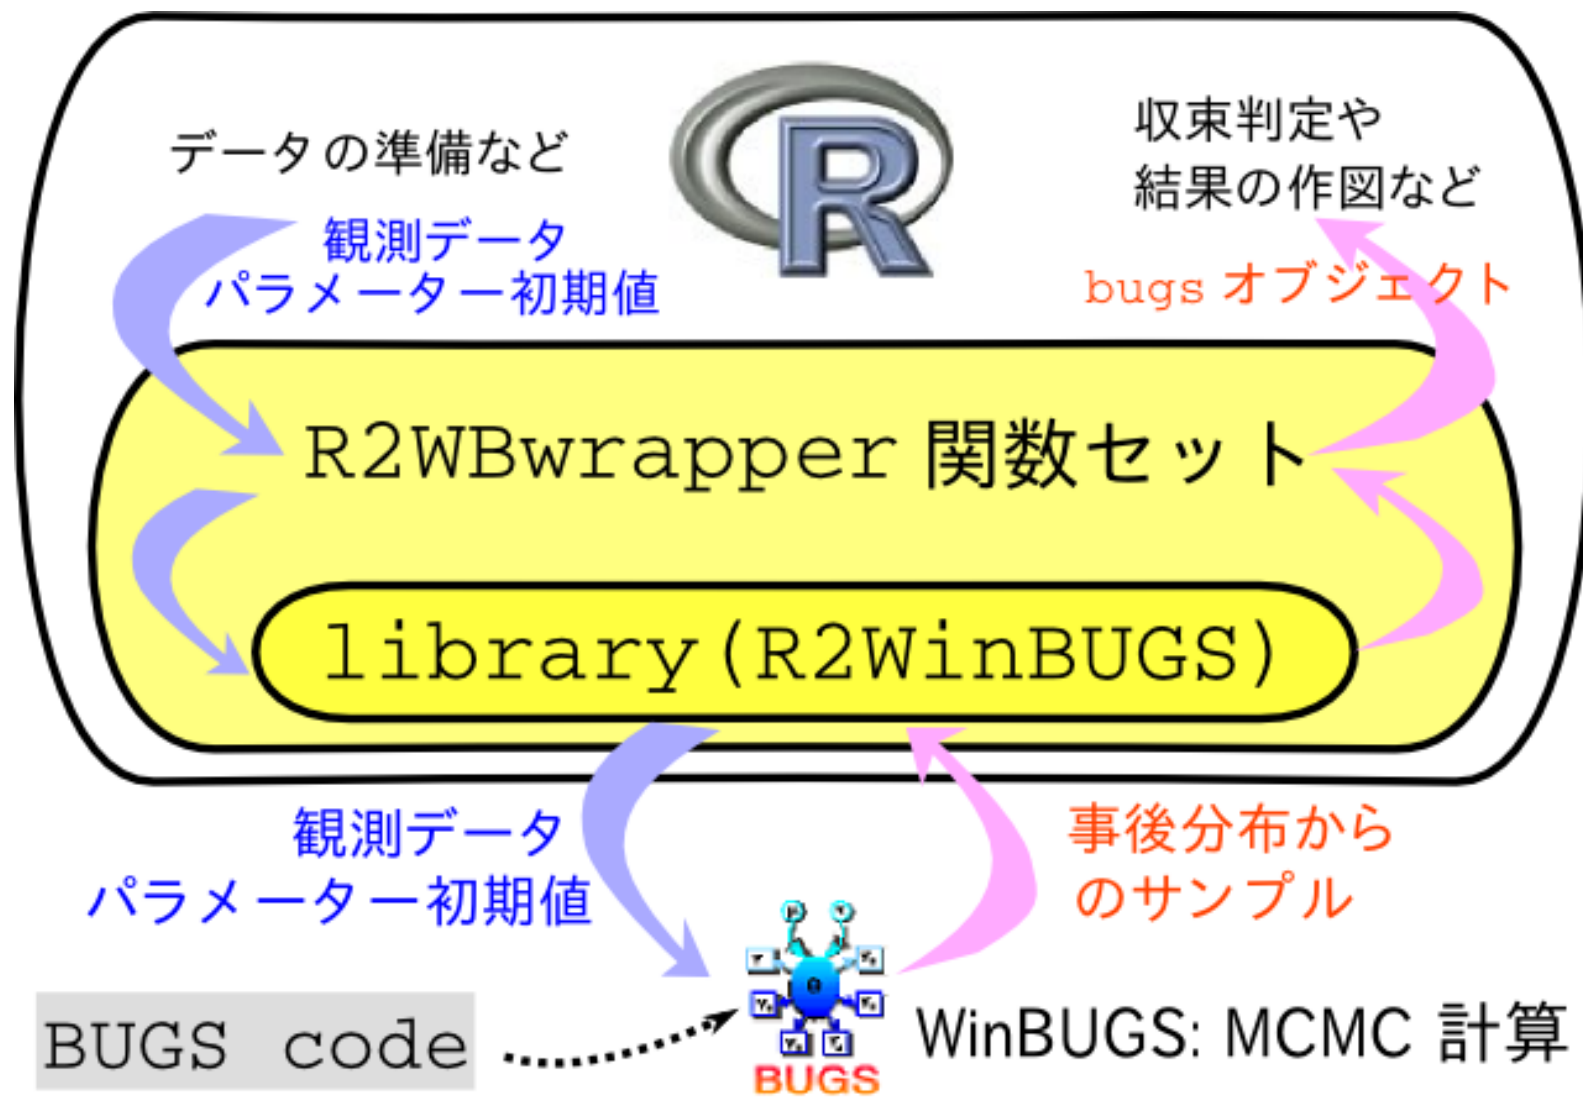 データの準備など
観測データ
パラメーター初期値
R
収束判定や
結果の作図など
bugs オブジェクト
R2WBwrapper 関数セット
library(R2WinBUGS)
観測データ
パラメーター初期値
事後分布から
のサンプル
BUGS code
BUGS
WinBUGS: MCMC 計算